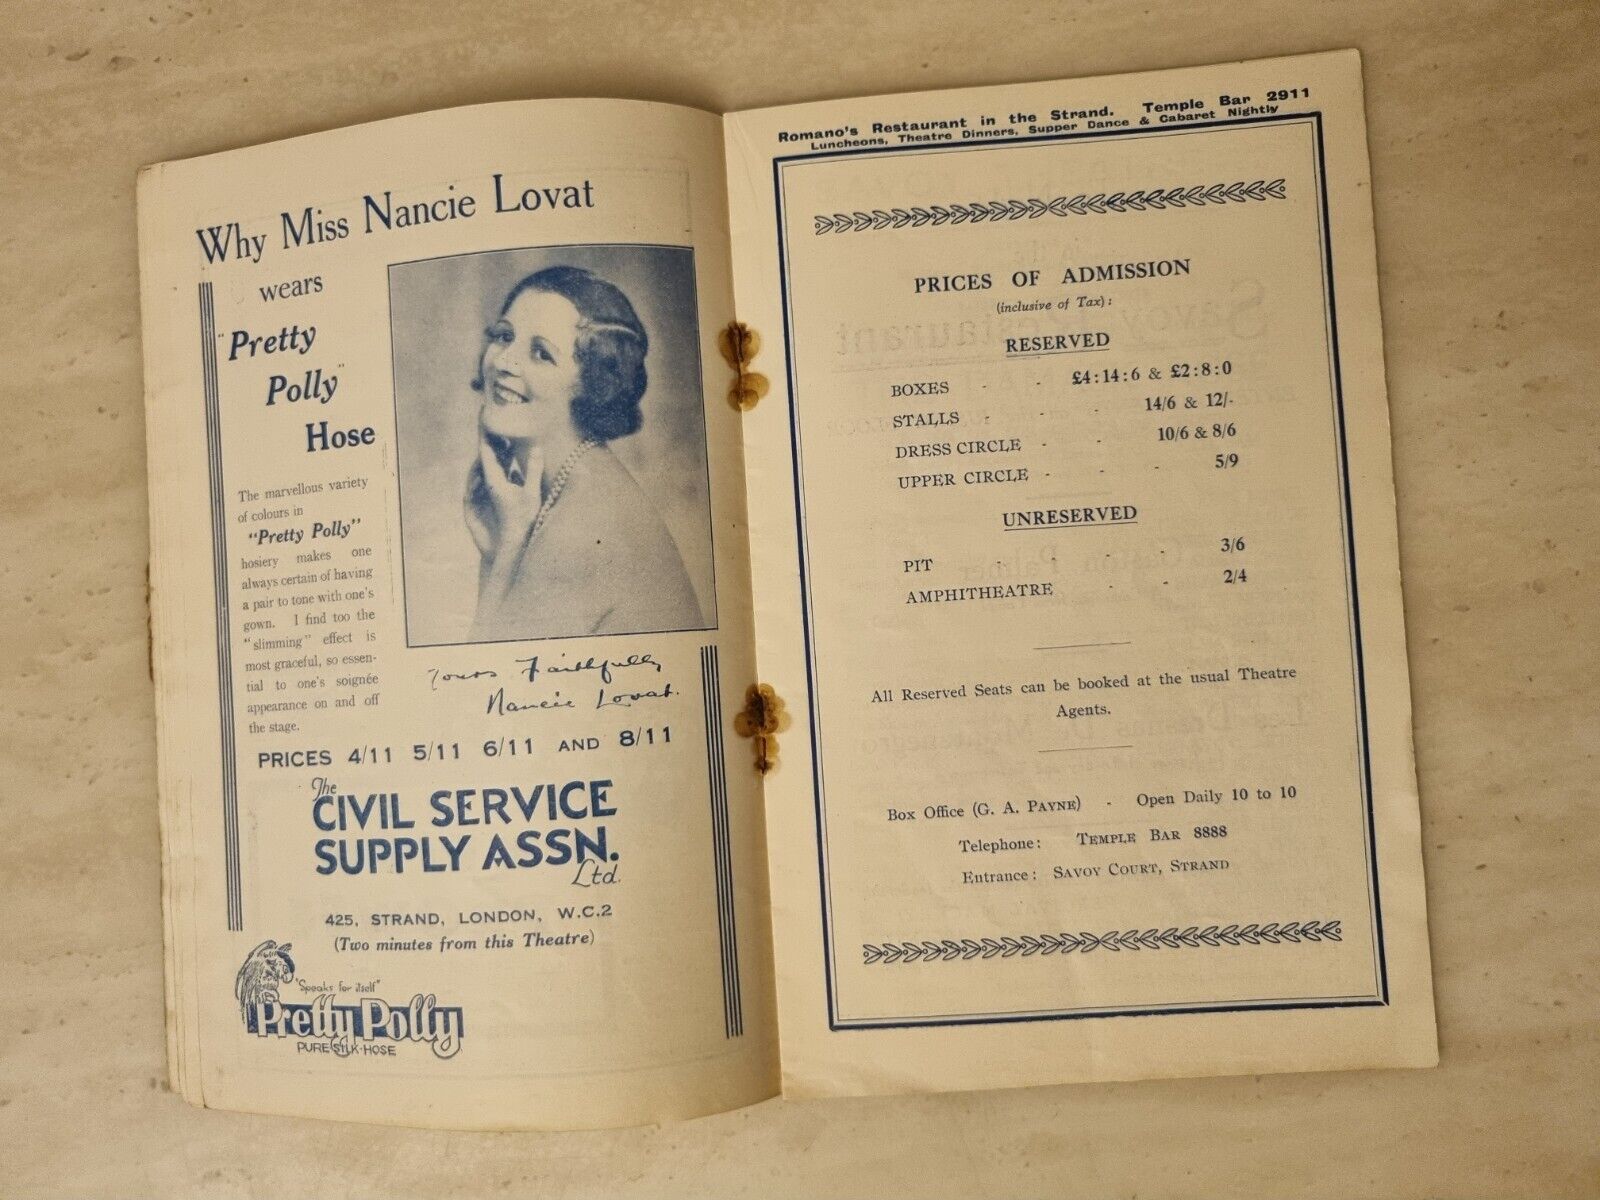 Why Miss Nancie Lovat
wears
"Pretty
Polly"
Hose
The marvellous variety
of colours in
"Pretty Polly"
hosiery makes one
always certain of having
a pair to tone with one's
gown. I find too the
"slimming" effect is
most graceful, so essen-
tial to one's soignée
appearance on and off
the stage.
Yours Faithfully
Nancie Lovat.
PRICES 4/11 5/11 6/11 AND 8/11
The
CIVIL SERVICE
SUPPLY ASSN.
Ltd.
425, STRAND, LONDON, W.C.2
(Two minutes from this Theatre)
"Speaks for itself"
Pretty Polly
PURE SILK-HOSE
Romano's Restaurant in the Strand. Temple Bar 2911
Luncheons, Theatre Dinners, Supper Dance & Cabaret Nightly
PRICES OF ADMISSION
(inclusive of Tax):
RESERVED
BOXES - - £4:14:6 & £2:8:0
STALLS - - - 14/6 & 12/-
DRESS CIRCLE - - 10/6 & 8/6
UPPER CIRCLE - - - 5/9
UNRESERVED
PIT - - - - 3/6
AMPHITHEATRE - - 2/4
All Reserved Seats can be booked at the usual Theatre
Agents.
Box Office (G. A. PAYNE) - Open Daily 10 to 10
Telephone: TEMPLE BAR 8888
Entrance: SAVOY COURT, STRAND